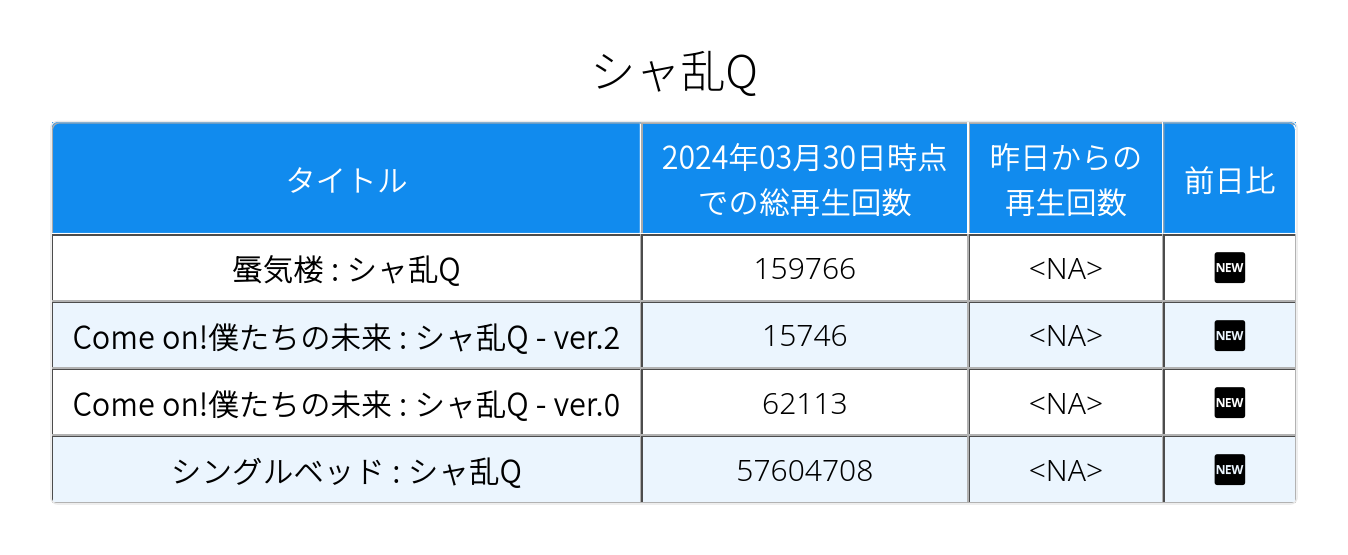 シャ乱Q
タイトル
2024年03月30日時点
での総再生回数
昨日からの
再生回数
前日比
蜃気楼 : シャ乱Q
159766
<NA>
NEW
Come on!僕たちの未来 : シャ乱Q - ver.2
15746
<NA>
NEW
Come on!僕たちの未来 : シャ乱Q - ver.0
62113
<NA>
NEW
シングルベッド : シャ乱Q
57604708
<NA>
NEW